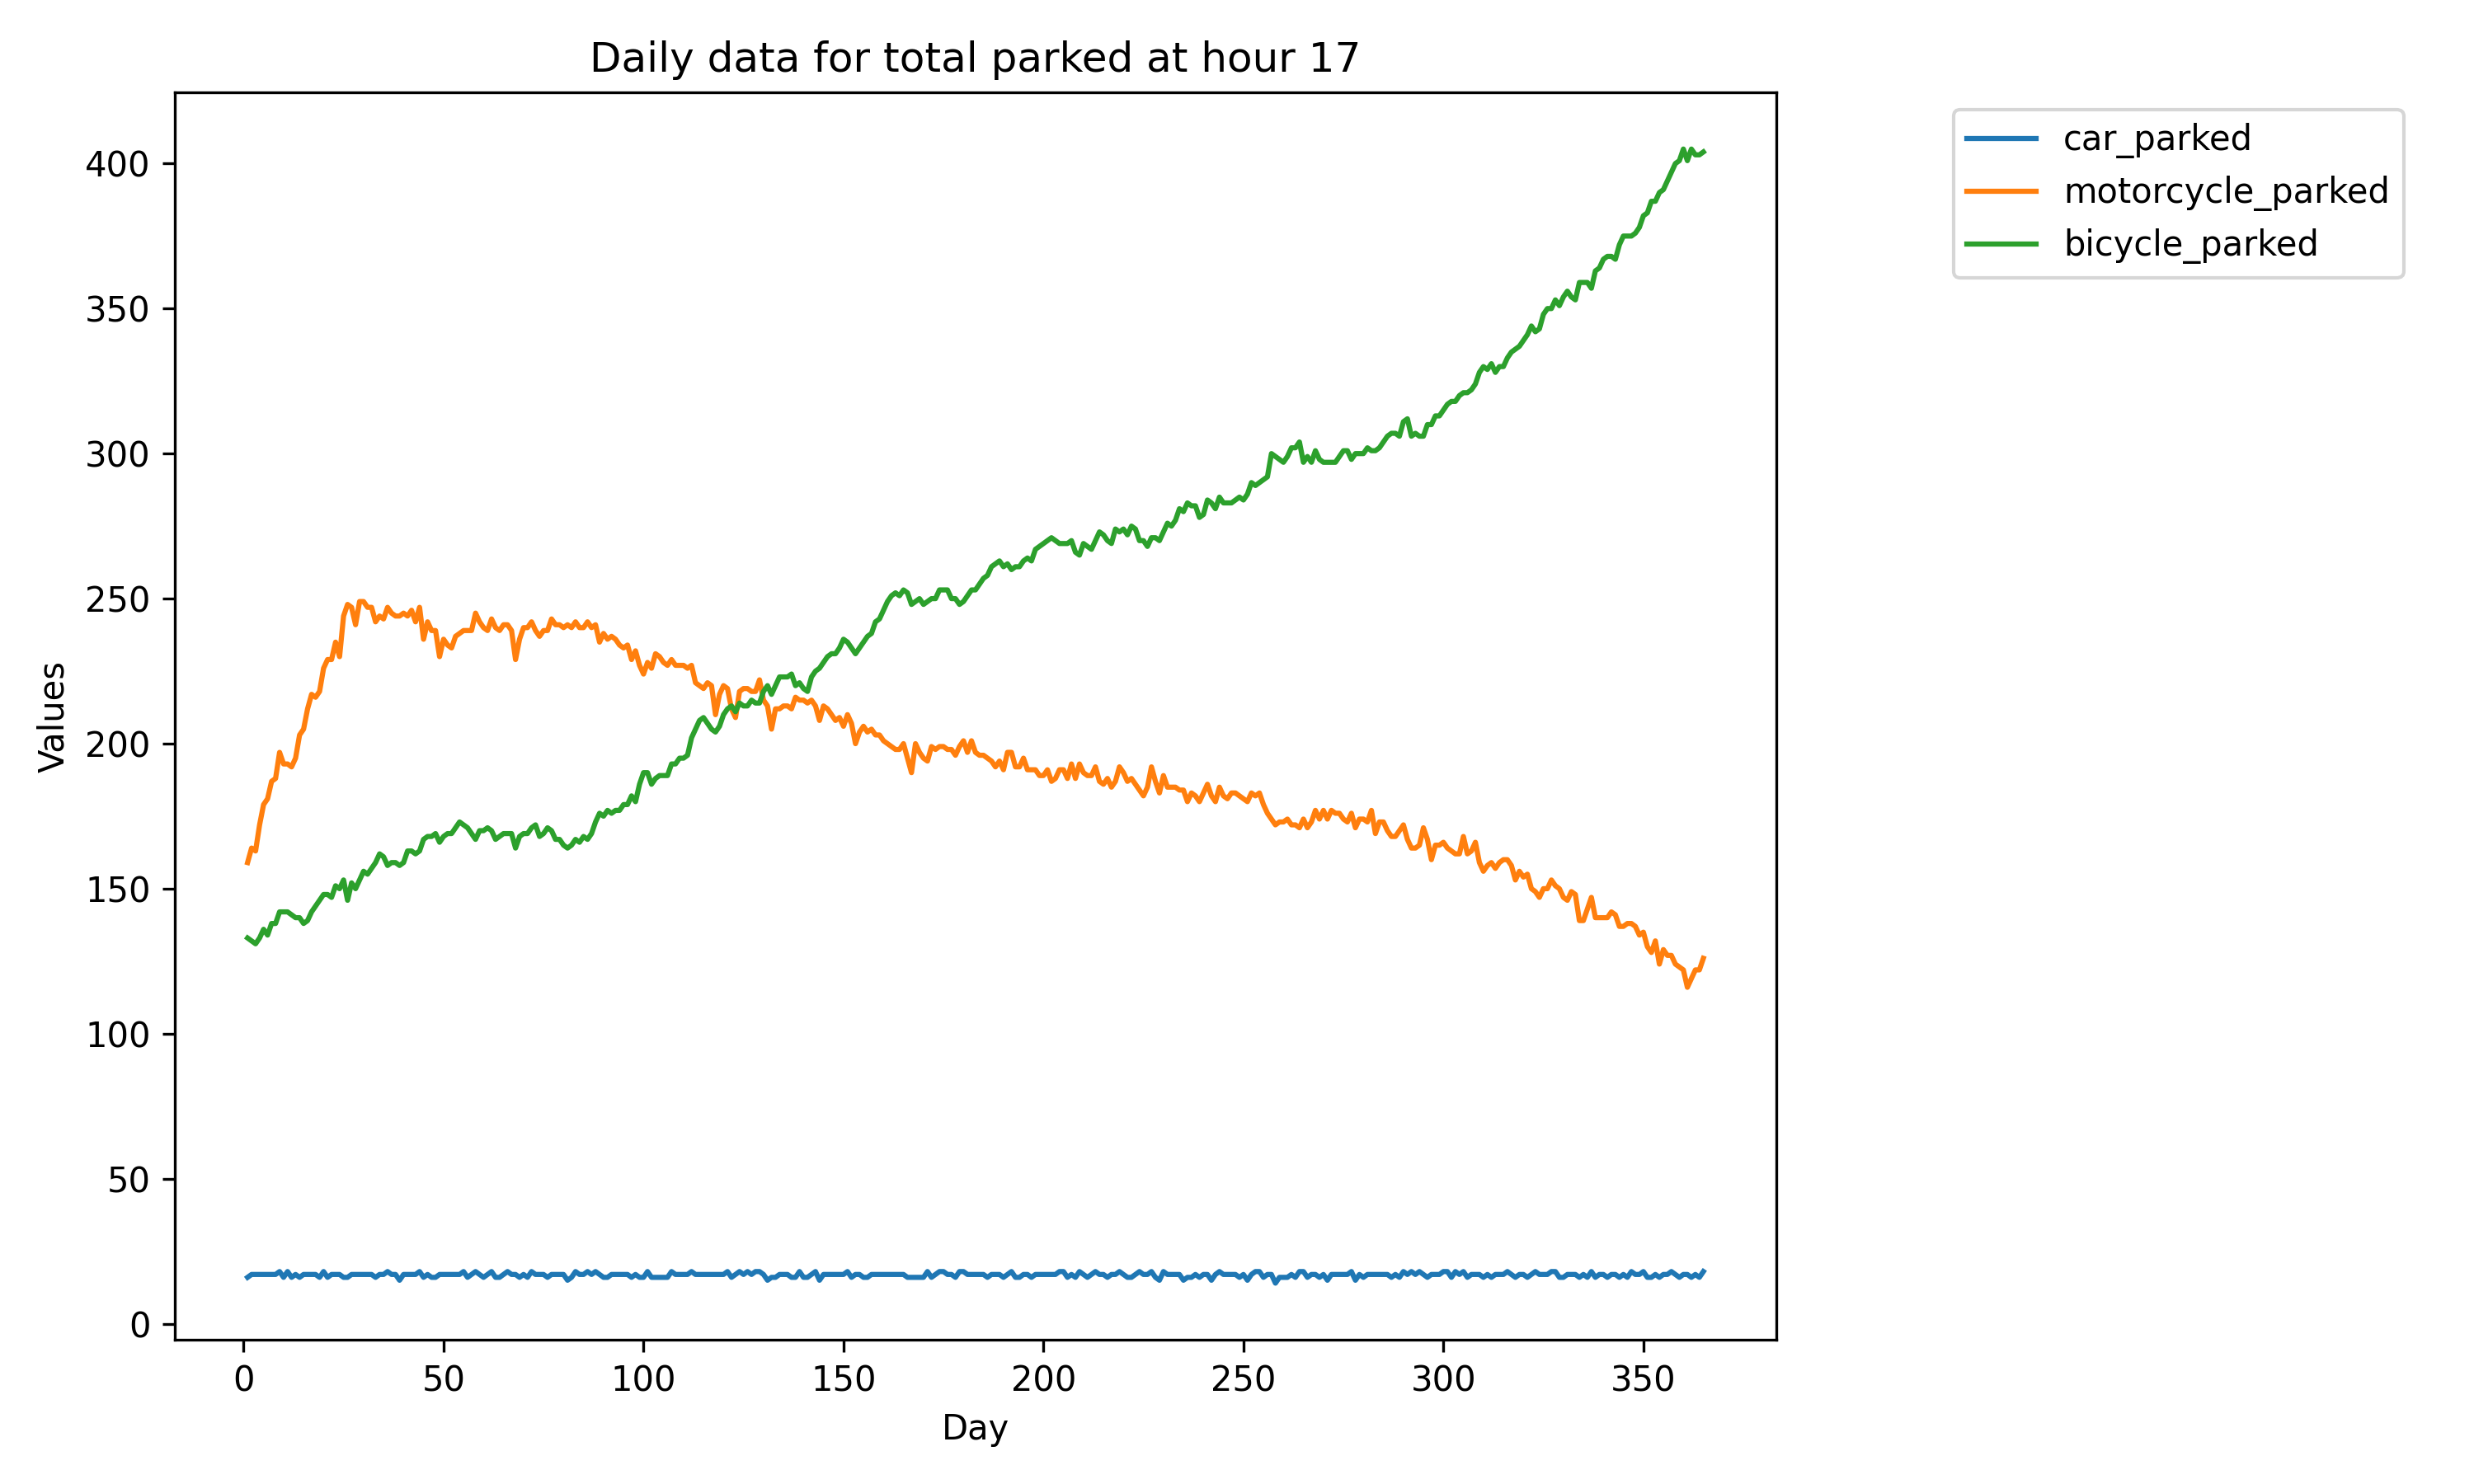 Daily data for total parked at hour 17
car_parked
motorcycle_parked
bicycle_parked
Values
400
350
300
250
200
150
100
50
0
0 50 100 150 200 250 300 350
Day